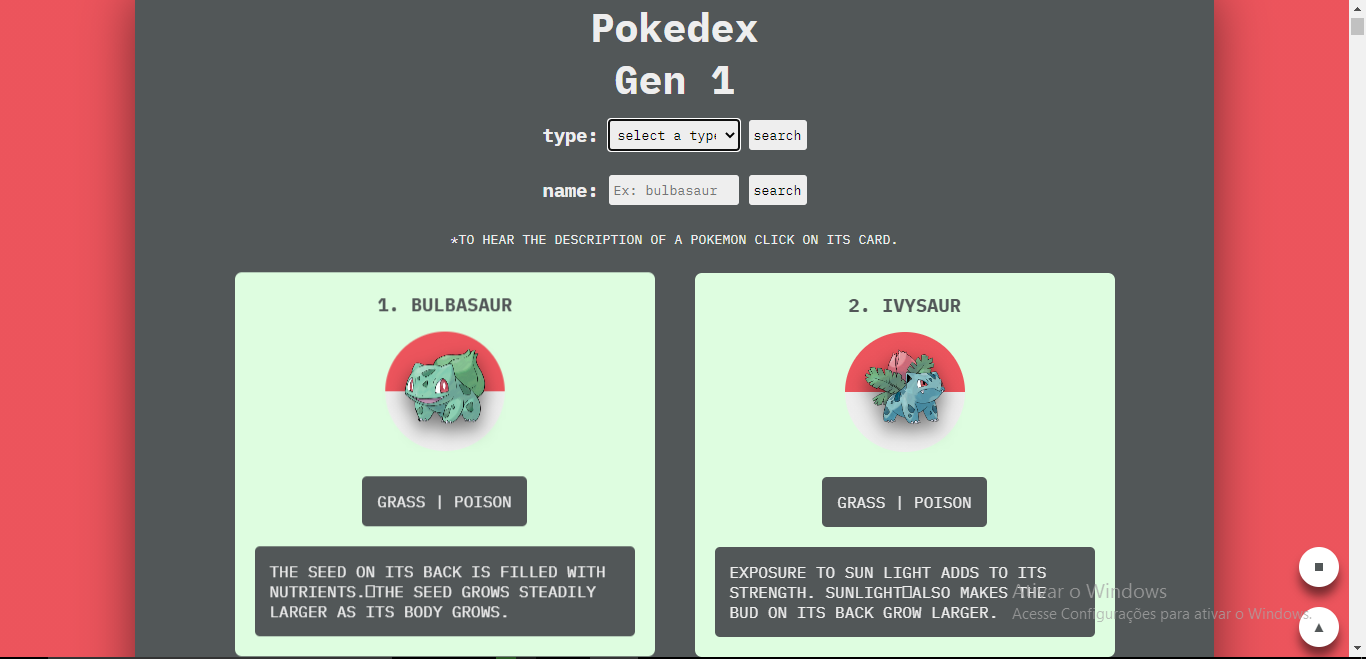 Pokedex
Gen 1
type: select a type search
name: Ex: bulbasaur search
*TO HEAR THE DESCRIPTION OF A POKEMON CLICK ON ITS CARD.
1. BULBASAUR
GRASS | POISON
THE SEED ON ITS BACK IS FILLED WITH
NUTRIENTS.□THE SEED GROWS STEADILY
LARGER AS ITS BODY GROWS.
2. IVYSAUR
GRASS | POISON
EXPOSURE TO SUN LIGHT ADDS TO ITS
STRENGTH. SUNLIGHT□ALSO MAKES THE
BUD ON ITS BACK GROW LARGER.
Ativar o Windows
Acesse Configurações para ativar o Windows.